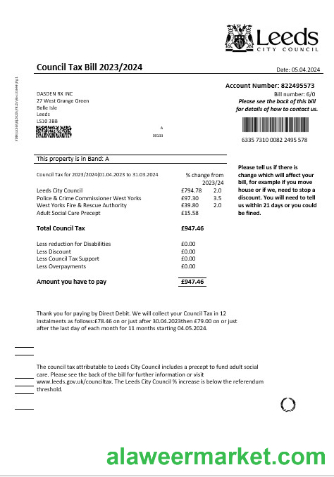 Leeds
CITY COUNCIL
Council Tax Bill 2023/2024
Date: 05.04.2024
Account Number: 822495573
Bill number: 6/0
Please see the back of this bill
for details of how to contact us.
DASDEN RX INC
27 West Grange Green
Belle Isle
Leeds
LS10 3BB
6335 7310 0082 2495 578
This property is in Band: A
Council Tax for 2023/2024(01.04.2023 to 31.03.2024
% change from
2023/24
Leeds City Council £794.78 2.0
Police & Crime Commissioner West Yorks £97.30 3.5
West Yorks Fire & Rescue Authority £39.80 2.0
Adult Social Care Precept £15.58
Total Council Tax £947.46
Less reduction for Disabilities £0.00
Less Discount £0.00
Less Council Tax Support £0.00
Less Overpayments £0.00
Amount you have to pay £947.46
Please tell us if there is
change which will affect your
bill, for example if you move
house or if we, need to stop a
discount. You will need to tell
us within 21 days or you could
be fined.
Thank you for paying by Direct Debit. We will collect your Council Tax in 12
instalments as follows:£78.46 on or just after 30.04.2023then £79.00 on or just
after the last day of each month for 11 months starting 04.05.2024.
The council tax attributable to Leeds City Council includes a precept to fund adult social
care. Please see the back of the bill for further information or visit
www.leeds.gov.uk/counciltax. The Leeds City Council % increase is below the referendum
threshold.
alaweermarket.com